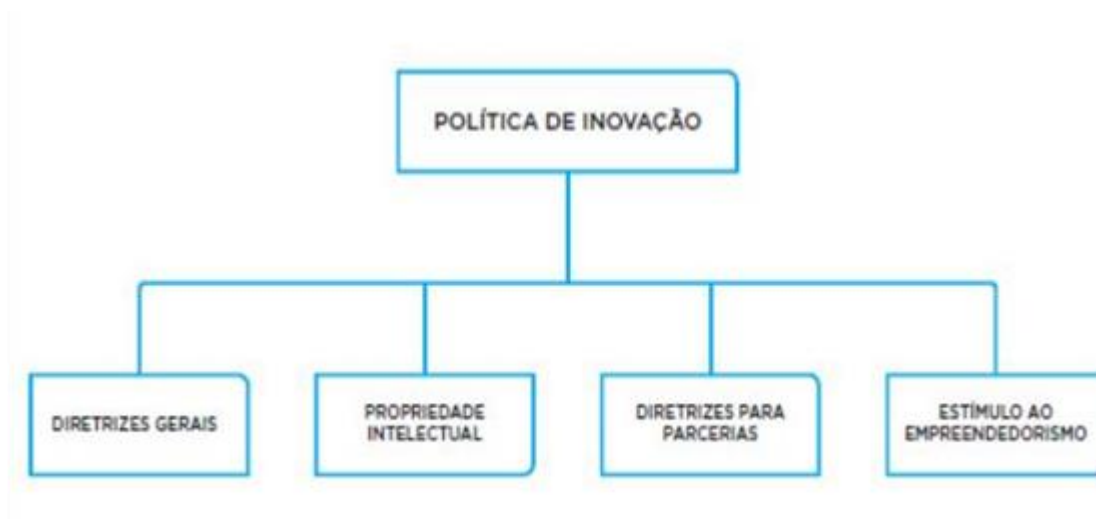 POLÍTICA DE INOVAÇÃO
DIRETRIZES GERAIS
PROPRIEDADE
INTELECTUAL
DIRETRIZES PARA
PARCERIAS
ESTÍMULO AO
EMPREENDEDORISMO